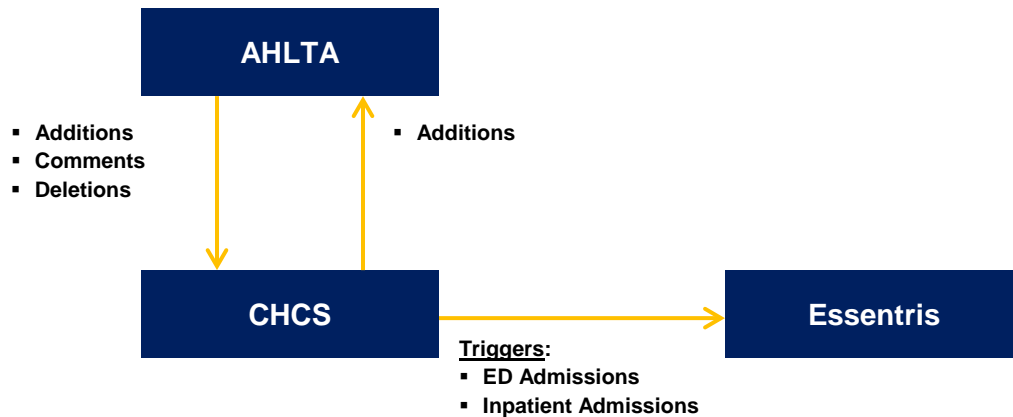 AHLTA
▪ Additions
▪ Comments
▪ Deletions
▪ Additions
CHCS
Essentris
Triggers:
▪ ED Admissions
▪ Inpatient Admissions